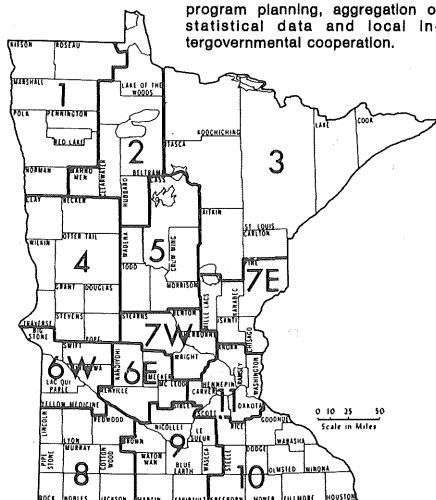 program planning, aggregation o
statistical data and local in-
tergovernmental cooperation.
KITTSON ROSEAU
LAKE OF THE
WOODS
MARSHALL
1
POLK PENNINGTON
RED LAKE
KOOCHICHING
LAKE
COOK
2
3
ITASCA
NORMAN
MAHNO
MEN
CLEARWATER
HUBBARD
BELTRAMI
CASS
CLAY BECKER
AITKIN
ST. LOUIS
CARLTON
WILKIN
OTTER TAIL
WADENA
5
CROW WING
4
TODD
PINE
7E
GRANT DOUGLAS
MORRISON
MILLE LACS
KANABEC
STEVENS
POPE
STEARNS
BENTON
ISANTI
CHISAGO
TRAVERSE
BIG
STONE
7W
SHERBURNE
SWIFT
ANOKA
6W
KANDIYOHI
6E
MEEKER
WRIGHT
RAMSEY
WASHINGTON
LAC QUI
PARLE
MC LEOD
HENNEPIN
CARVER
11
RENVILLE
YELLOW MEDICINE
SIBLEY
SCOTT
DAKOTA
0 10 25 50
Scale in Miles
LINCOLN
LYON
REDWOOD
NICOLLET
LE
SUEUR
RICE
GOODHUE
WABASHA
BROWN
9
PIPE
STONE
MURRAY
COTTON
WOOD
WATON
WAN
BLUE
EARTH
WASECA
STEELE
DODGE
OLMSTED
WINONA
8
10
ROCK NOBLES JACKSON MARTIN FARIBAULT FREEBORN MOWER FILLMORE HOUSTON